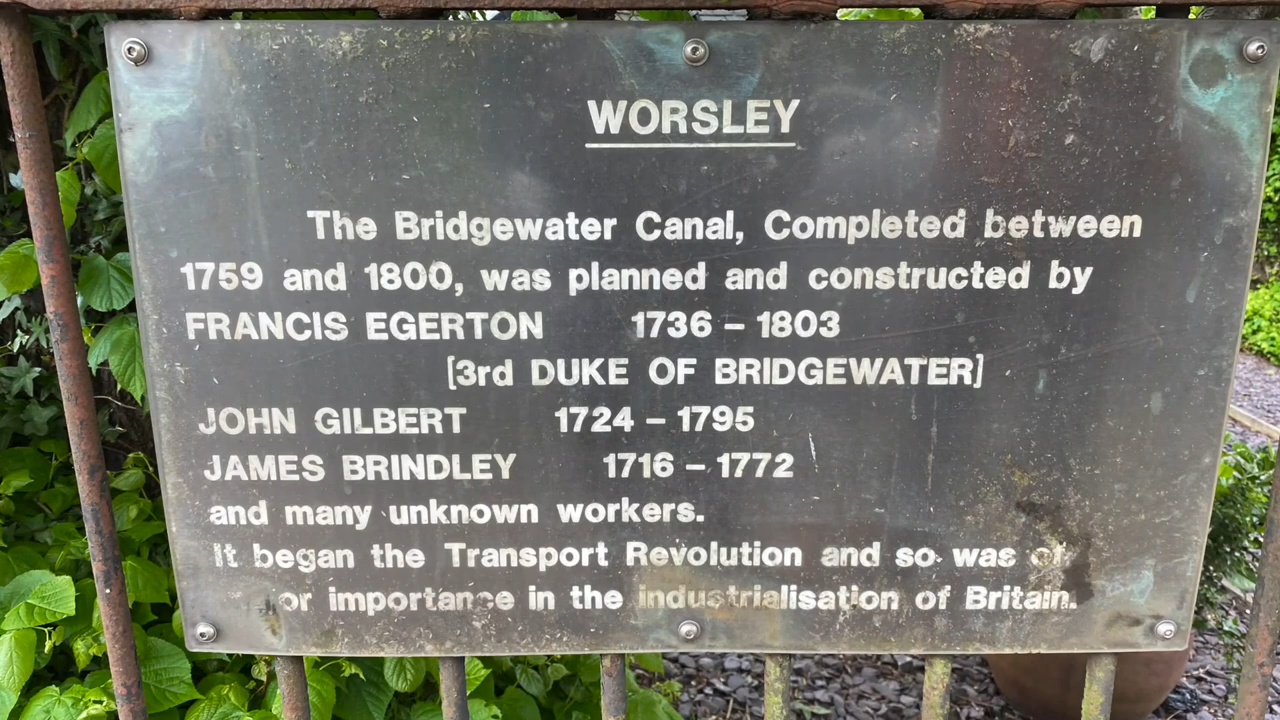 WORSLEY
The Bridgewater Canal, Completed between
1759 and 1800, was planned and constructed by
FRANCIS EGERTON 1736 – 1803
[3rd DUKE OF BRIDGEWATER]
JOHN GILBERT 1724 – 1795
JAMES BRINDLEY 1716 – 1772
and many unknown workers.
It began the Transport Revolution and so was of
importance in the industrialisation of Britain.